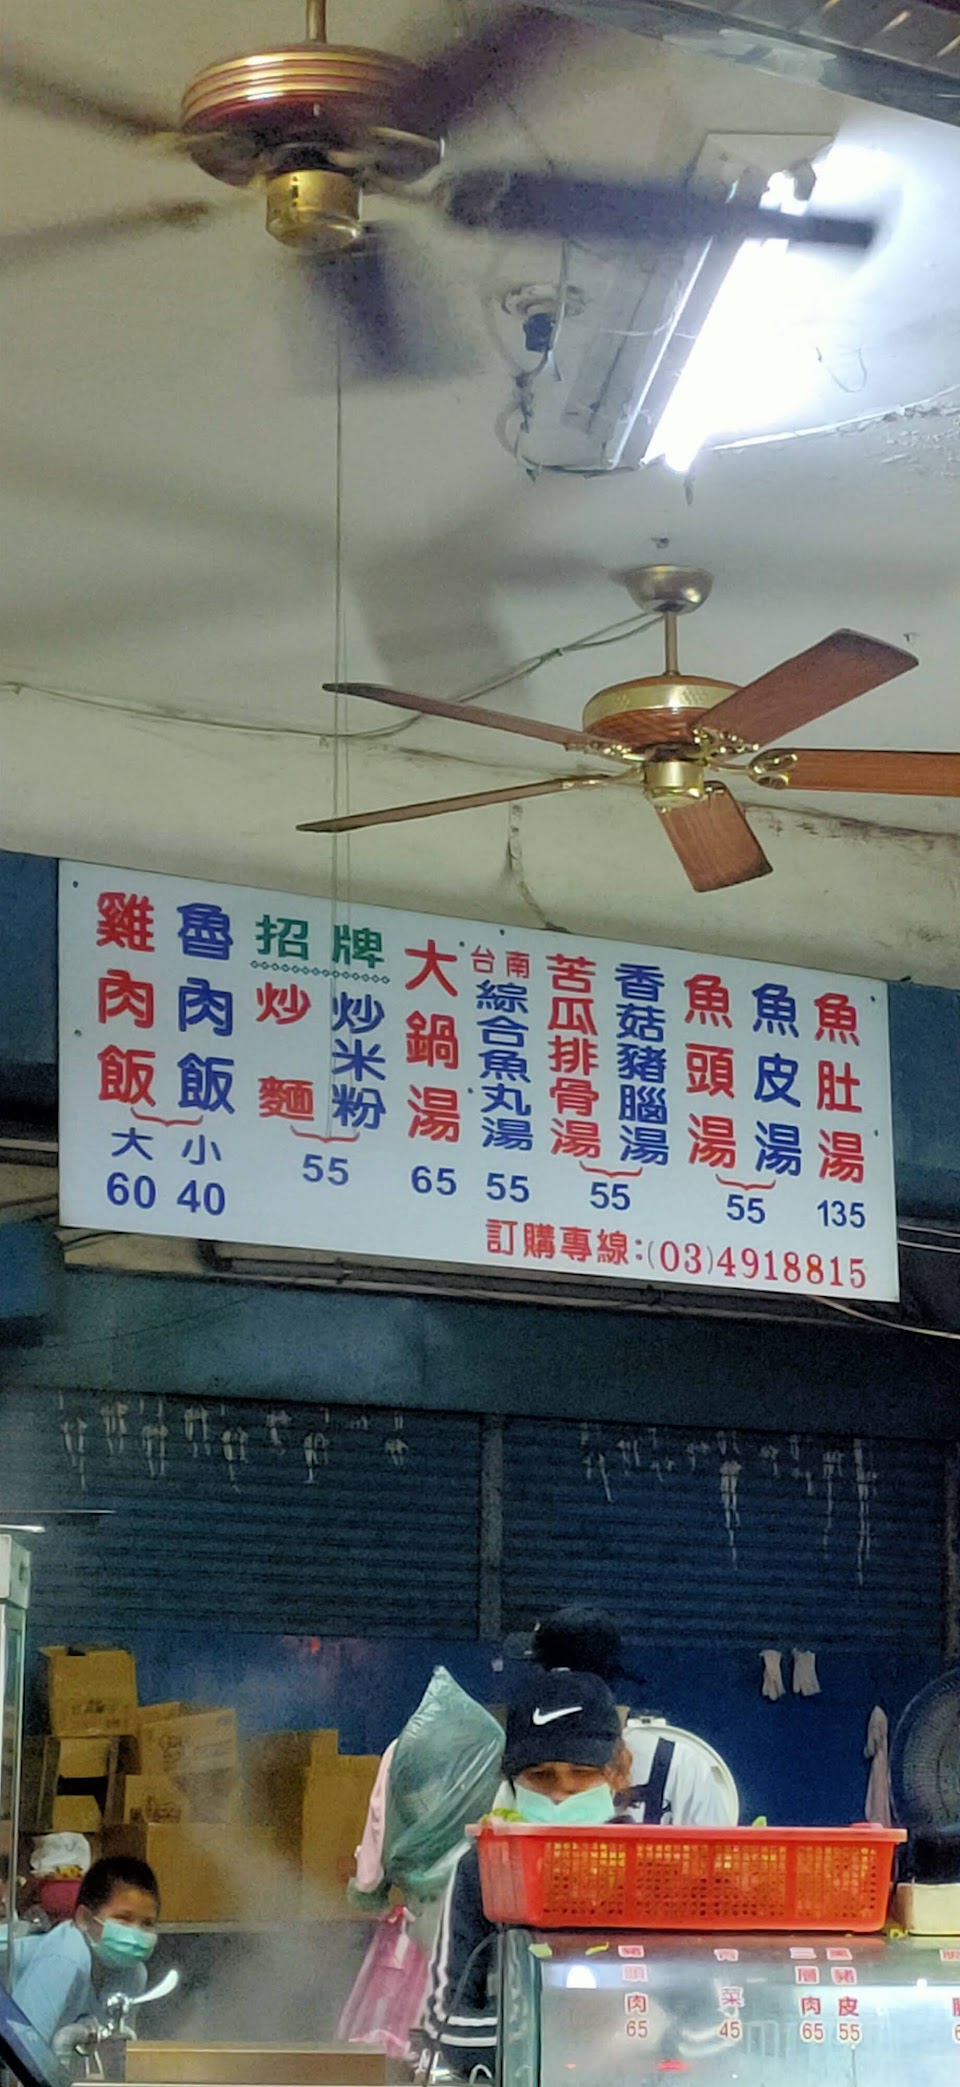 雞肉飯
大
60
魯肉飯
小
40
招牌
炒麵
炒米粉
55
大鍋湯
65
台南
綜合魚丸湯
55
苦瓜排骨湯
香菇豬腦湯
55
魚頭湯
魚皮湯
55
魚肚湯
135
訂購專線:(03)4918815
豬頭肉
65
青菜
45
三層肉
65
黑豬皮
55